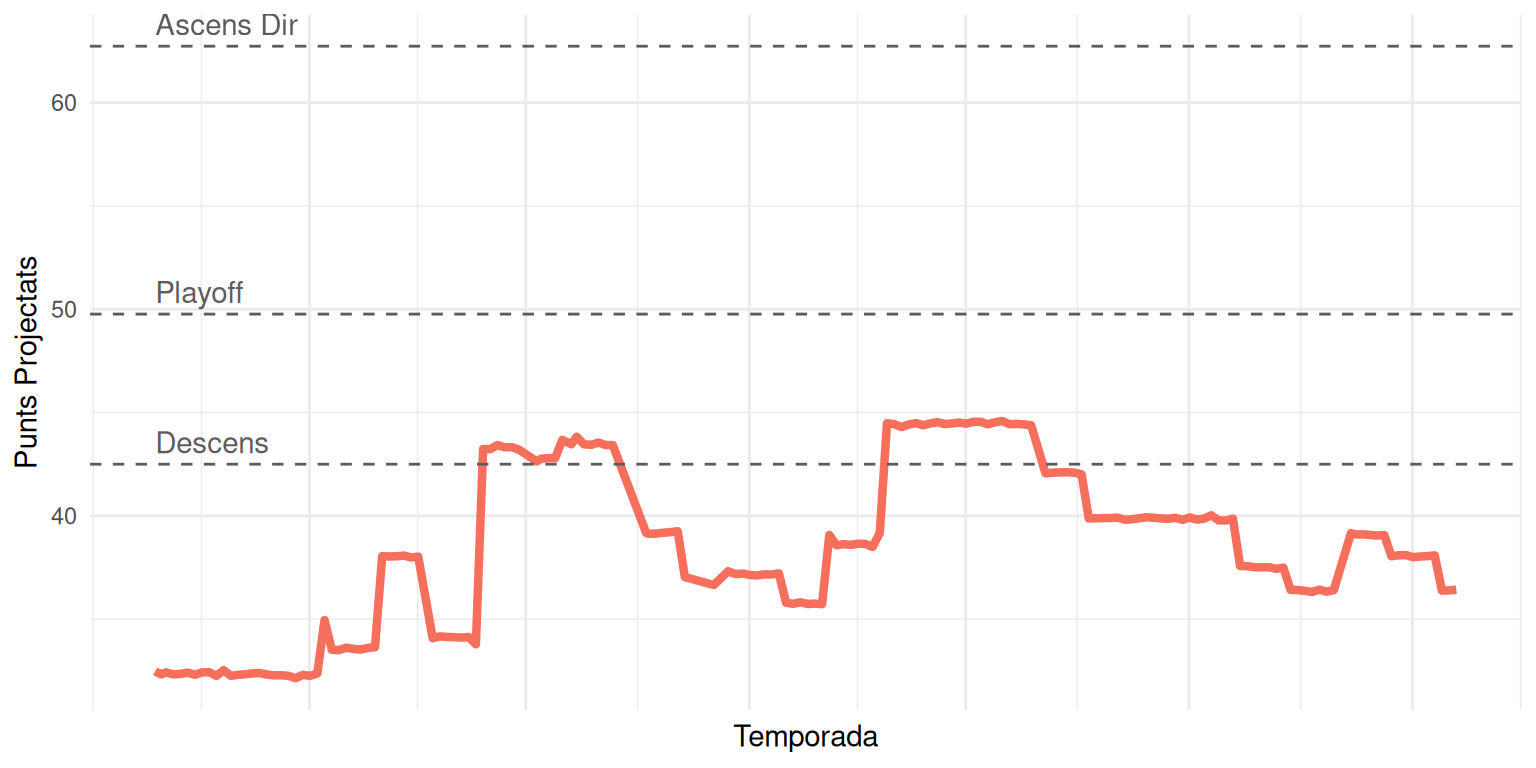 Ascens Dir
60
Playoff
50
Punts Projectats
Descens
40
Temporada